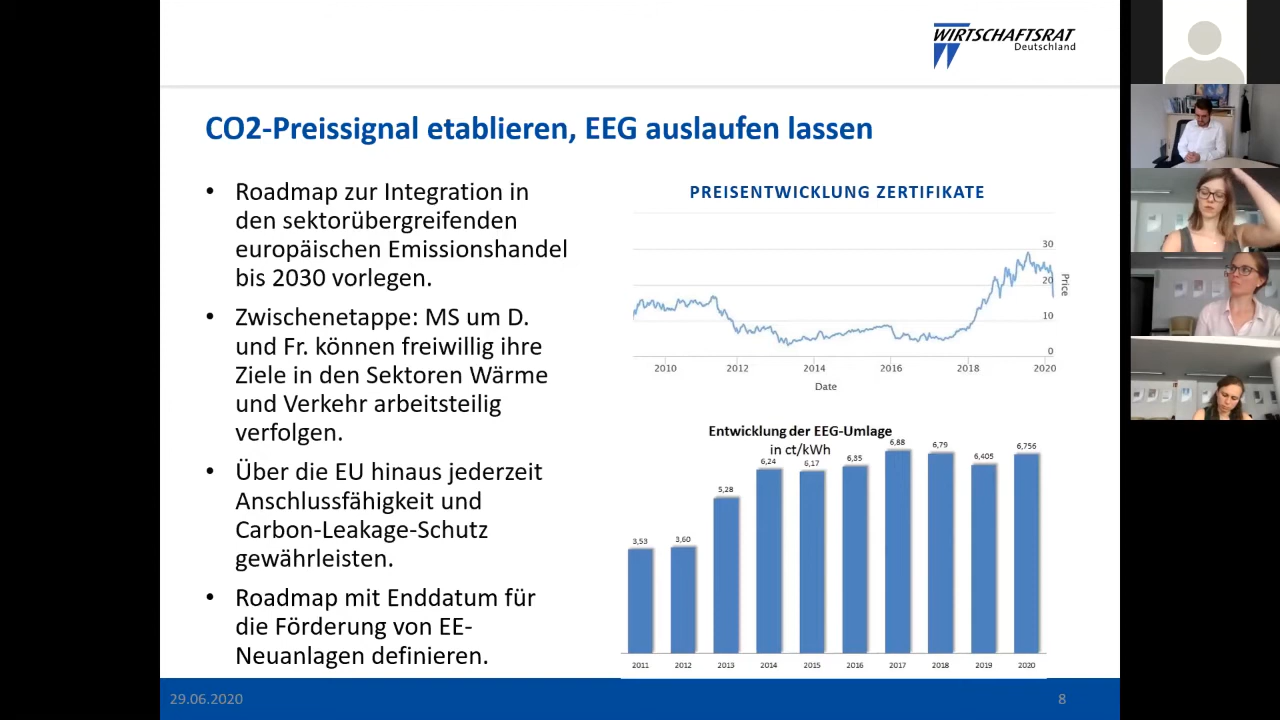 WIRTSCHAFTSRAT
Deutschland
CO2-Preissignal etablieren, EEG auslaufen lassen
• Roadmap zur Integration in
den sektorübergreifenden
europäischen Emissionshandel
bis 2030 vorlegen.
• Zwischenetappe: MS um D.
und Fr. können freiwillig ihre
Ziele in den Sektoren Wärme
und Verkehr arbeitsteilig
verfolgen.
• Über die EU hinaus jederzeit
Anschlussfähigkeit und
Carbon-Leakage-Schutz
gewährleisten.
• Roadmap mit Enddatum für
die Förderung von EE-
Neuanlagen definieren.
PREISENTWICKLUNG ZERTIFIKATE
30
20
10
0
Price
2010 2012 2014 2016 2018 2020
Date
Entwicklung der EEG-Umlage
in ct/kWh
3,53 3,60 5,28 6,24 6,17 6,35 6,88 6,79 6,405 6,756
2011 2012 2013 2014 2015 2016 2017 2018 2019 2020
29.06.2020
8